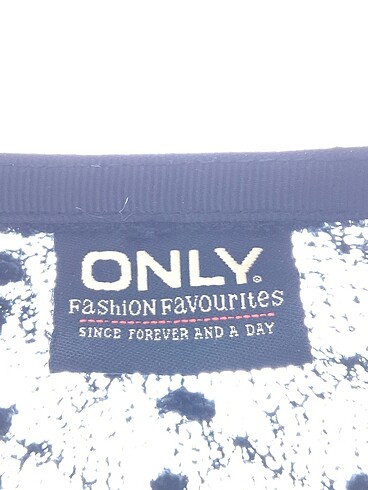 ONLY®
FaSHiON FaVOURiteS
SINCE FOREVER AND A DAY